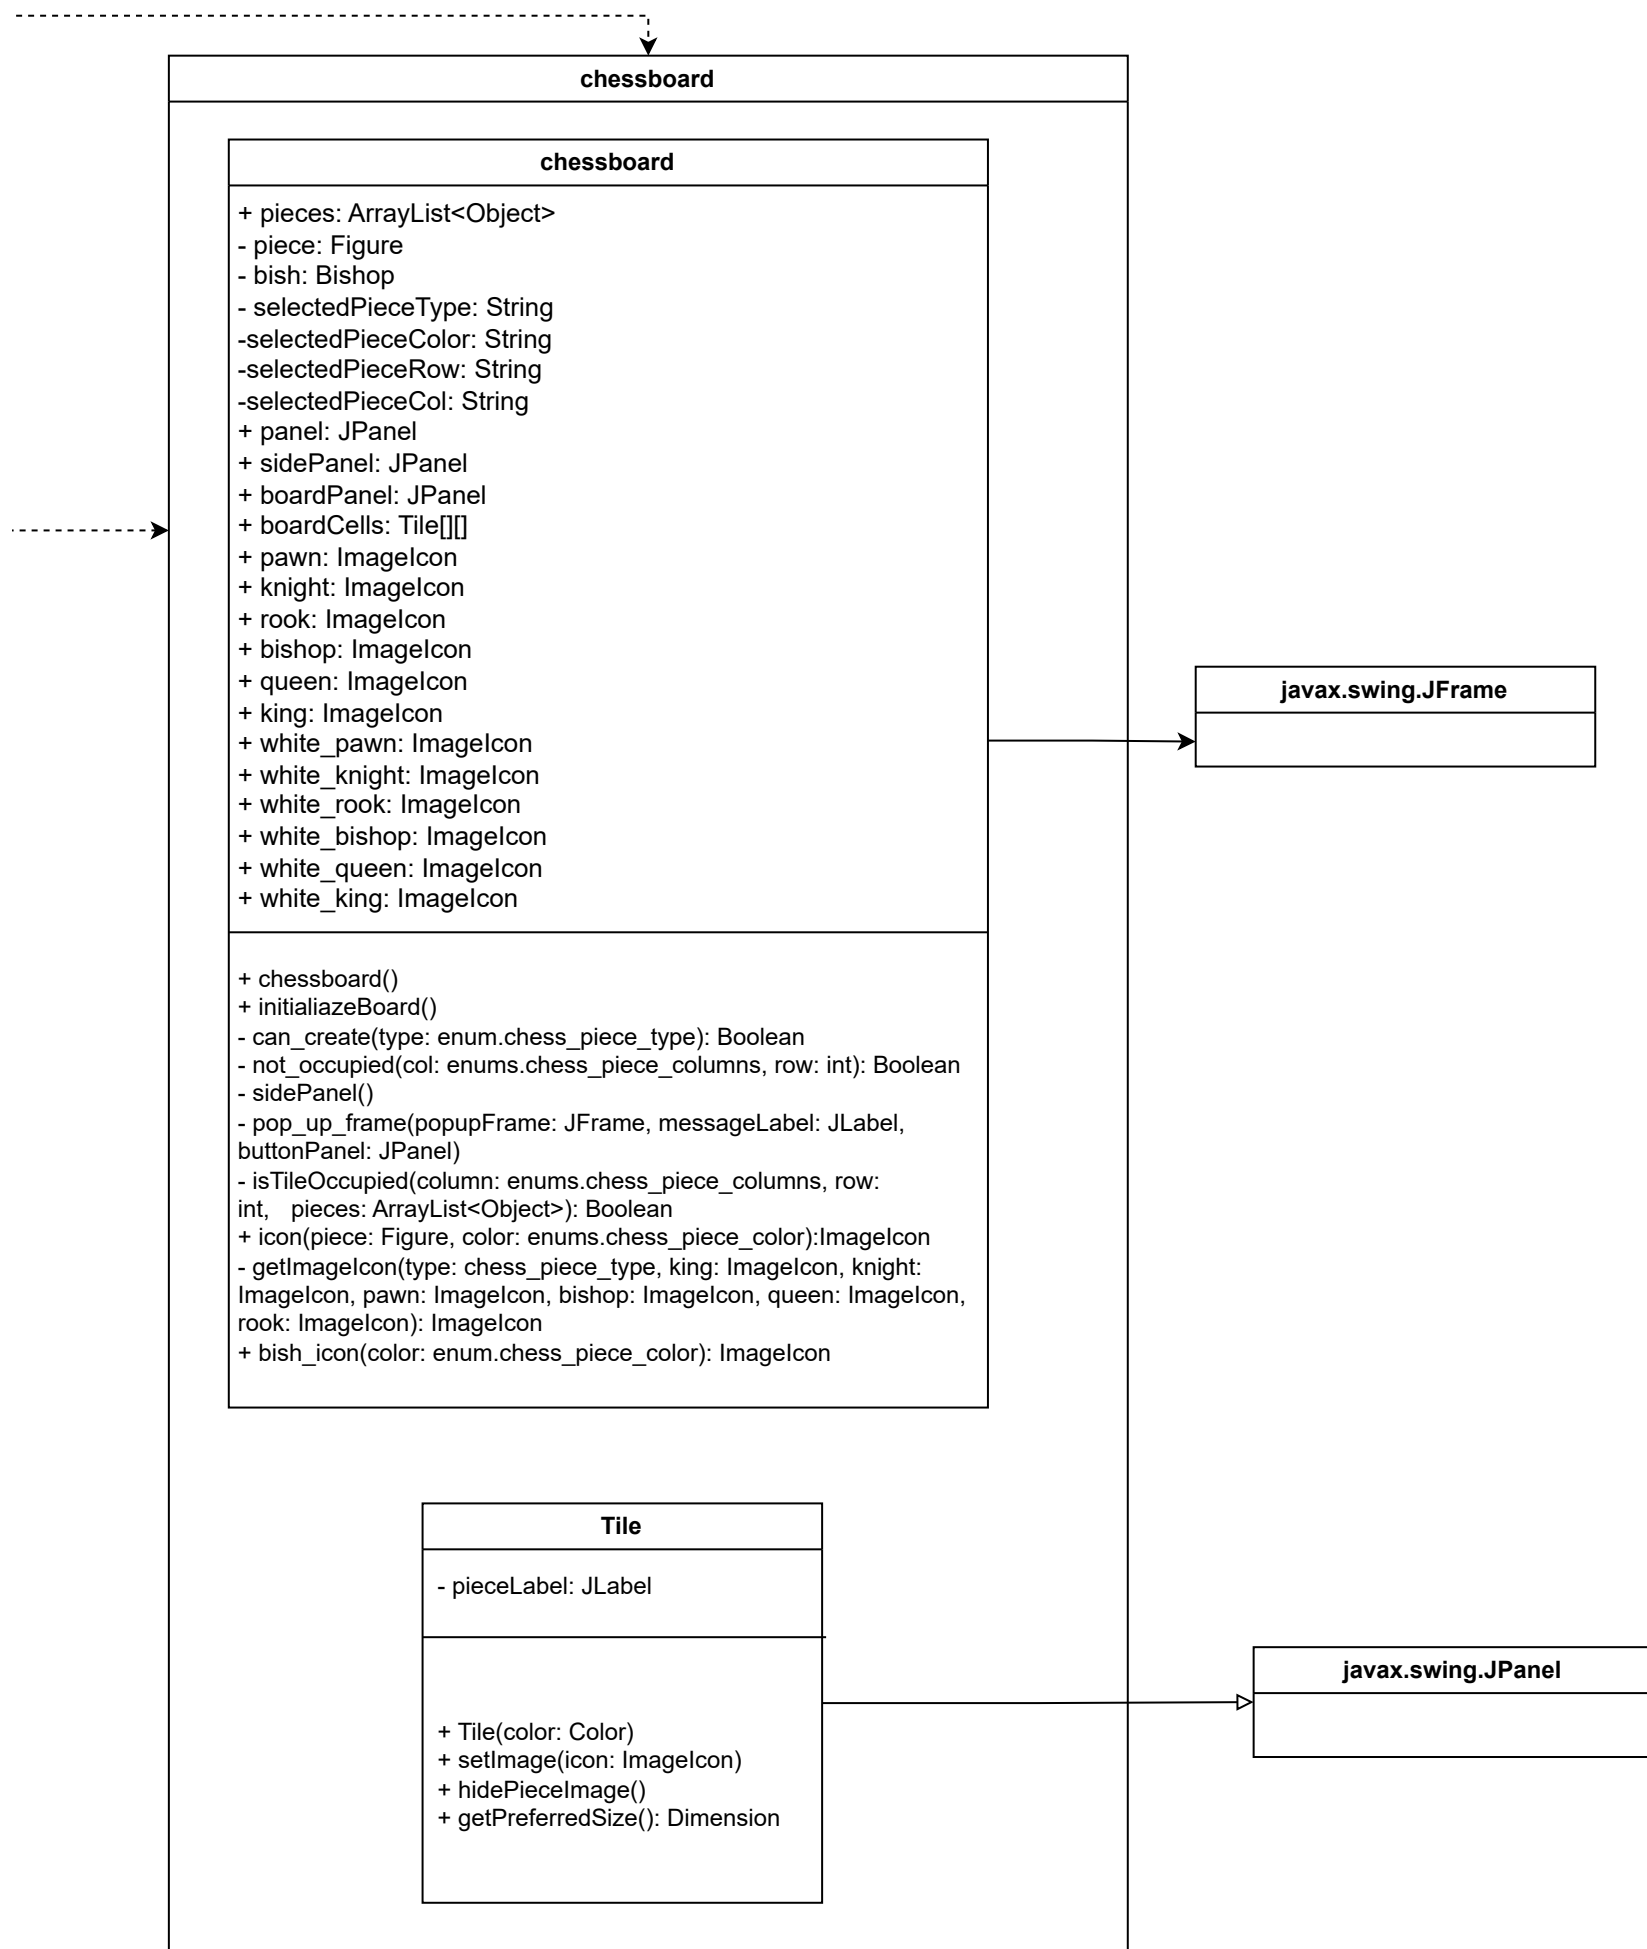 chessboard
chessboard
+ pieces: ArrayList<Object>
- piece: Figure
- bish: Bishop
- selectedPieceType: String
-selectedPieceColor: String
-selectedPieceRow: String
-selectedPieceCol: String
+ panel: JPanel
+ sidePanel: JPanel
+ boardPanel: JPanel
+ boardCells: Tile[][]
+ pawn: ImageIcon
+ knight: ImageIcon
+ rook: ImageIcon
+ bishop: ImageIcon
+ queen: ImageIcon
+ king: ImageIcon
+ white_pawn: ImageIcon
+ white_knight: ImageIcon
+ white_rook: ImageIcon
+ white_bishop: ImageIcon
+ white_queen: ImageIcon
+ white_king: ImageIcon
+ chessboard()
+ initialiazeBoard()
- can_create(type: enum.chess_piece_type): Boolean
- not_occupied(col: enums.chess_piece_columns, row: int): Boolean
- sidePanel()
- pop_up_frame(popupFrame: JFrame, messageLabel: JLabel,
buttonPanel: JPanel)
- isTileOccupied(column: enums.chess_piece_columns, row:
int, pieces: ArrayList<Object>): Boolean
+ icon(piece: Figure, color: enums.chess_piece_color):ImageIcon
- getImageIcon(type: chess_piece_type, king: ImageIcon, knight:
ImageIcon, pawn: ImageIcon, bishop: ImageIcon, queen: ImageIcon,
rook: ImageIcon): ImageIcon
+ bish_icon(color: enum.chess_piece_color): ImageIcon
javax.swing.JFrame
Tile
- pieceLabel: JLabel
+ Tile(color: Color)
+ setImage(icon: ImageIcon)
+ hidePieceImage()
+ getPreferredSize(): Dimension
javax.swing.JPanel